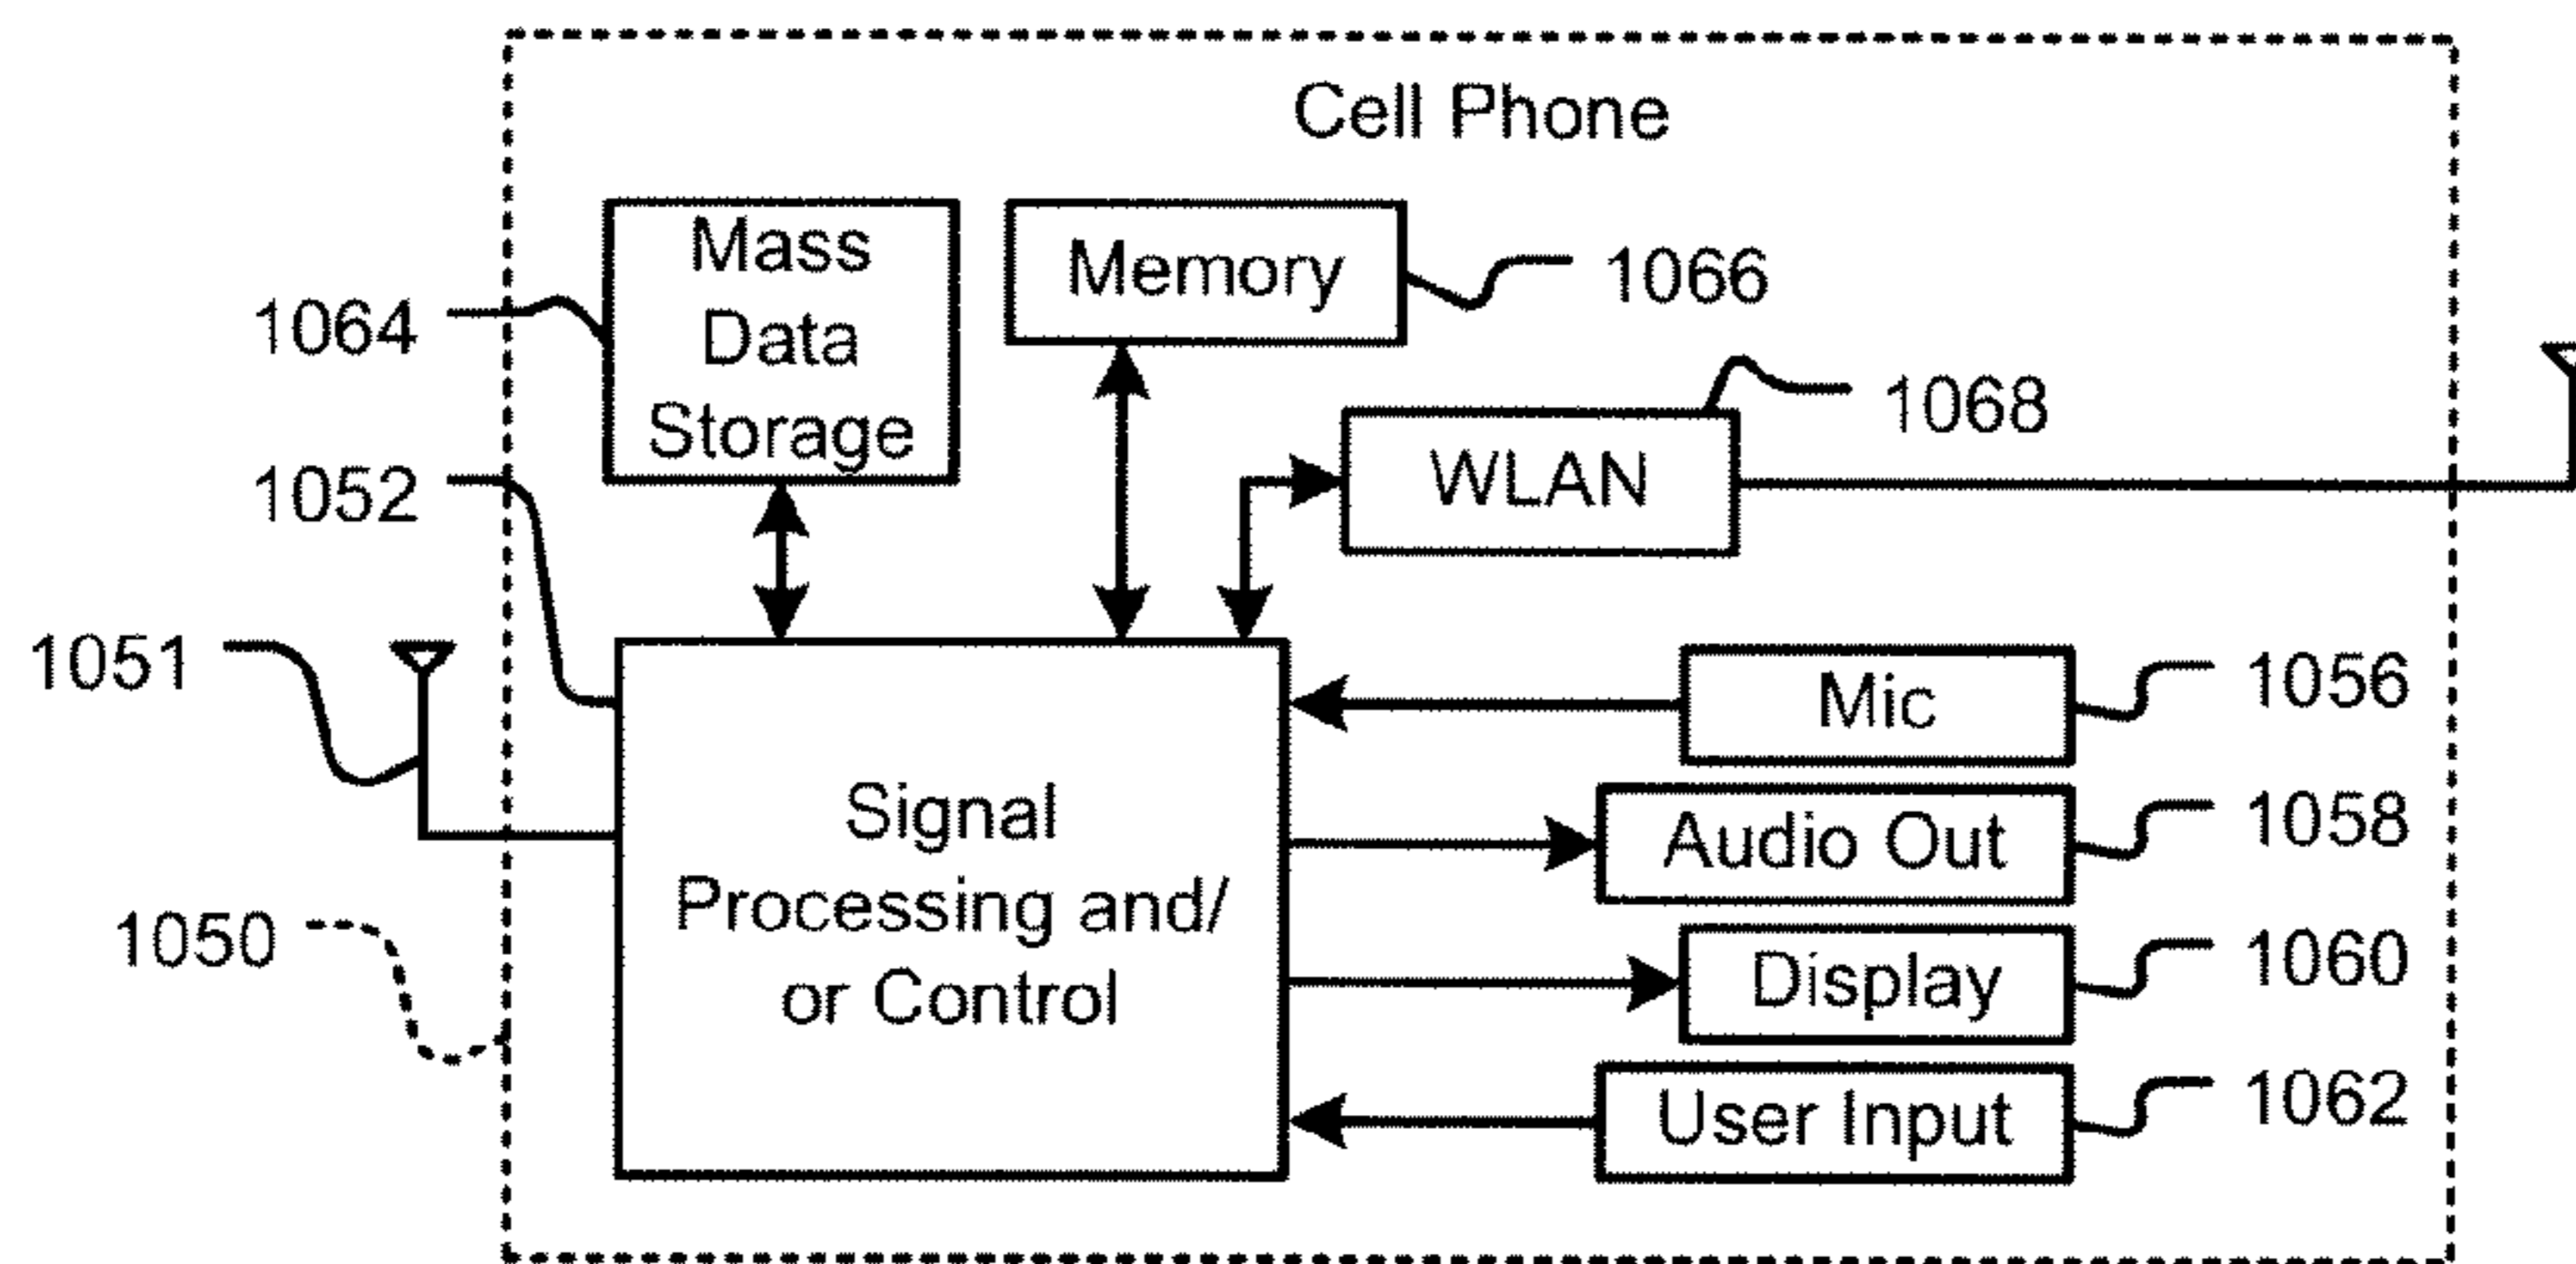 Cell Phone
Mass
Data
Storage
Memory
1066
1064
WLAN
1068
1052
1051
Mic
1056
Signal
Processing and/
or Control
Audio Out
1058
1050
Display
1060
User Input
1062